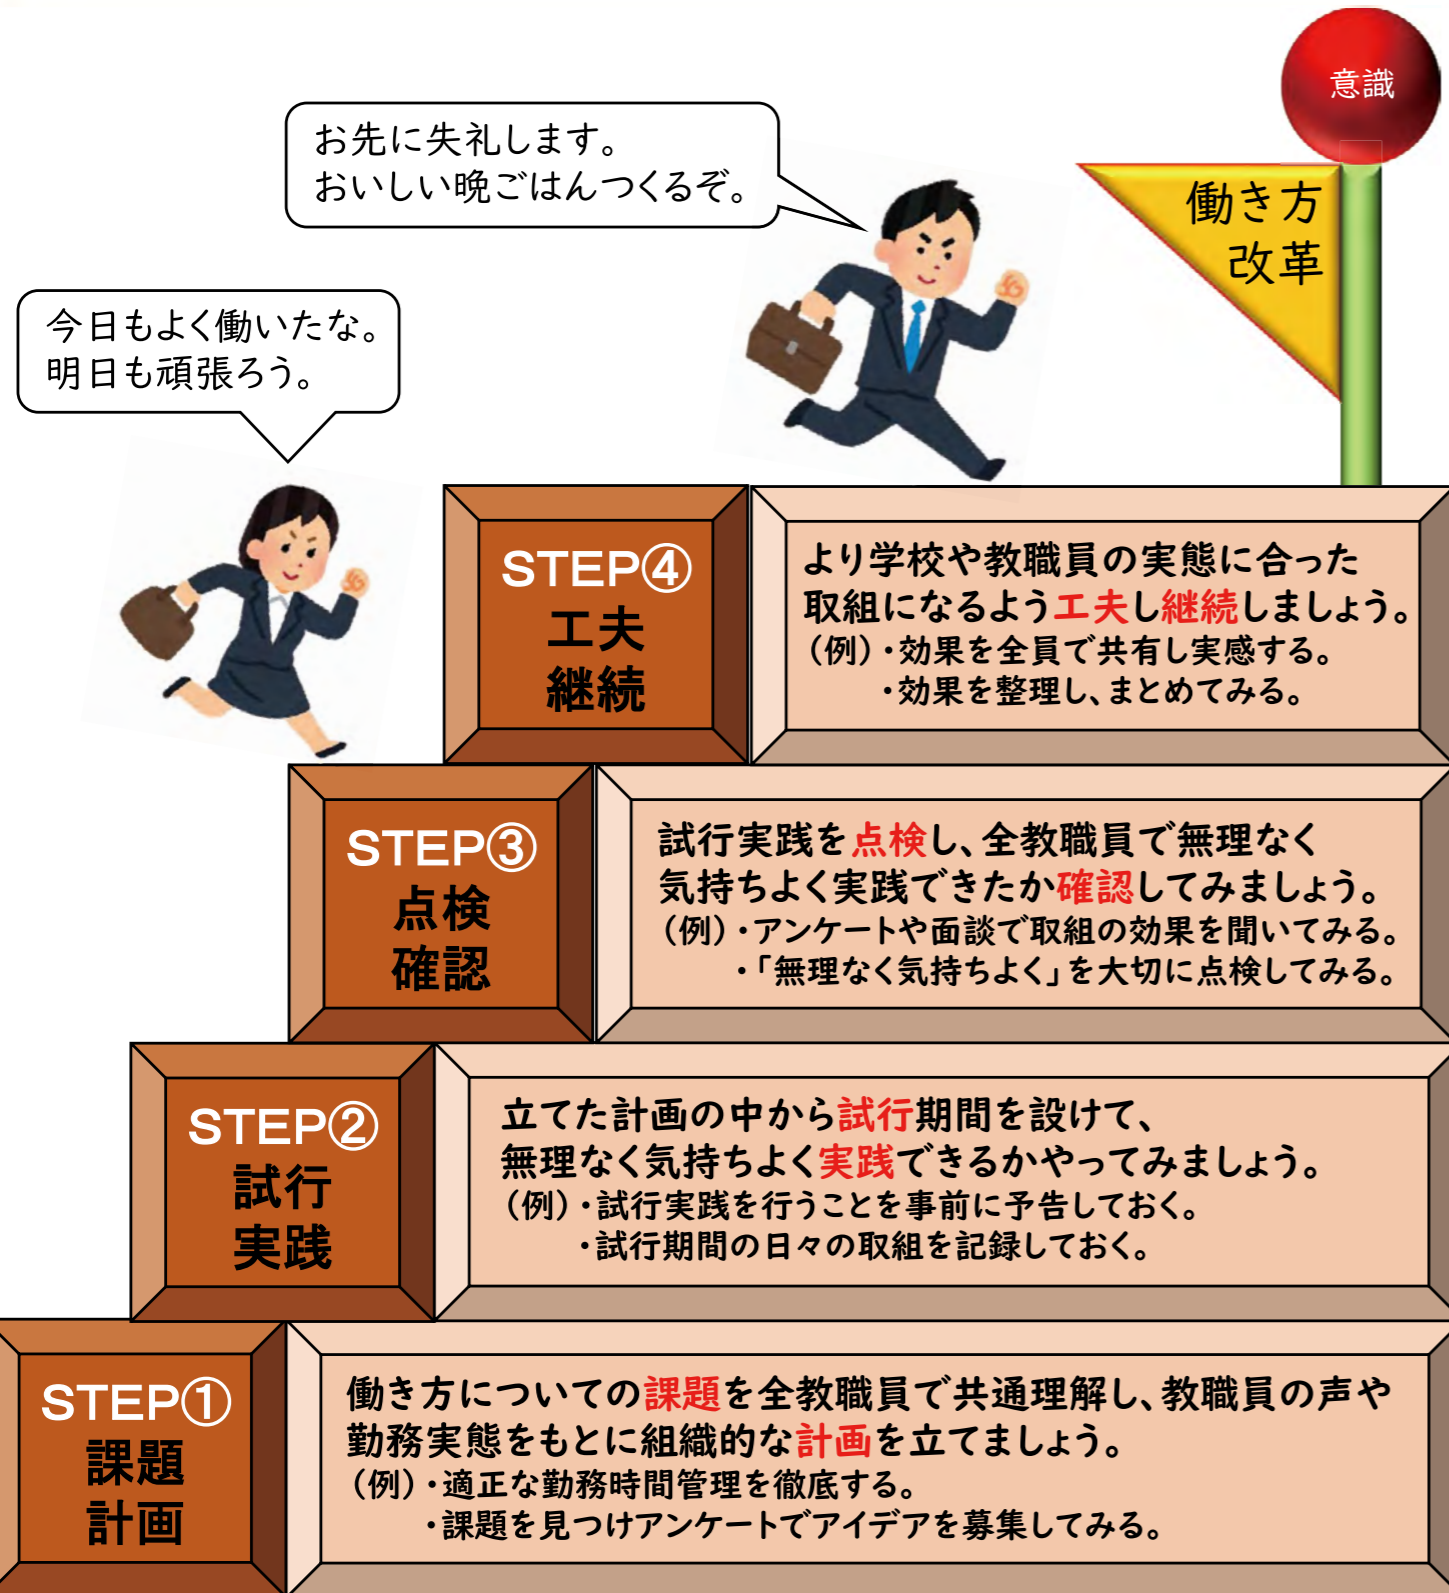 意識
働き方
改革
お先に失礼します。
おいしい晩ごはんつくるぞ。
今日もよく働いたな。
明日も頑張ろう。
STEP④
工夫
継続
より学校や教職員の実態に合った
取組になるよう工夫し継続しましょう。
(例)・効果を全員で共有し実感する。
・効果を整理し、まとめてみる。
STEP③
点検
確認
試行実践を点検し、全教職員で無理なく
気持ちよく実践できたか確認してみましょう。
(例)・アンケートや面談で取組の効果を聞いてみる。
・「無理なく気持ちよく」を大切に点検してみる。
STEP②
試行
実践
立てた計画の中から試行期間を設けて、
無理なく気持ちよく実践できるかやってみましょう。
(例)・試行実践を行うことを事前に予告しておく。
・試行期間の日々の取組を記録しておく。
STEP①
課題
計画
働き方についての課題を全教職員で共通理解し、教職員の声や
勤務実態をもとに組織的な計画を立てましょう。
(例)・適正な勤務時間管理を徹底する。
・課題を見つけアンケートでアイデアを募集してみる。